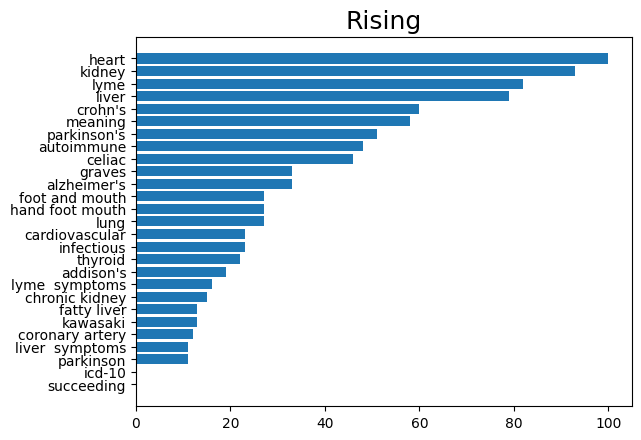 Rising
heart
kidney
lyme
liver
crohn's
meaning
parkinson's
autoimmune
celiac
graves
alzheimer's
foot and mouth
hand foot mouth
lung
cardiovascular
infectious
thyroid
addison's
lyme  symptoms
chronic kidney
fatty liver
kawasaki
coronary artery
liver  symptoms
parkinson
icd-10
succeeding
0 20 40 60 80 100